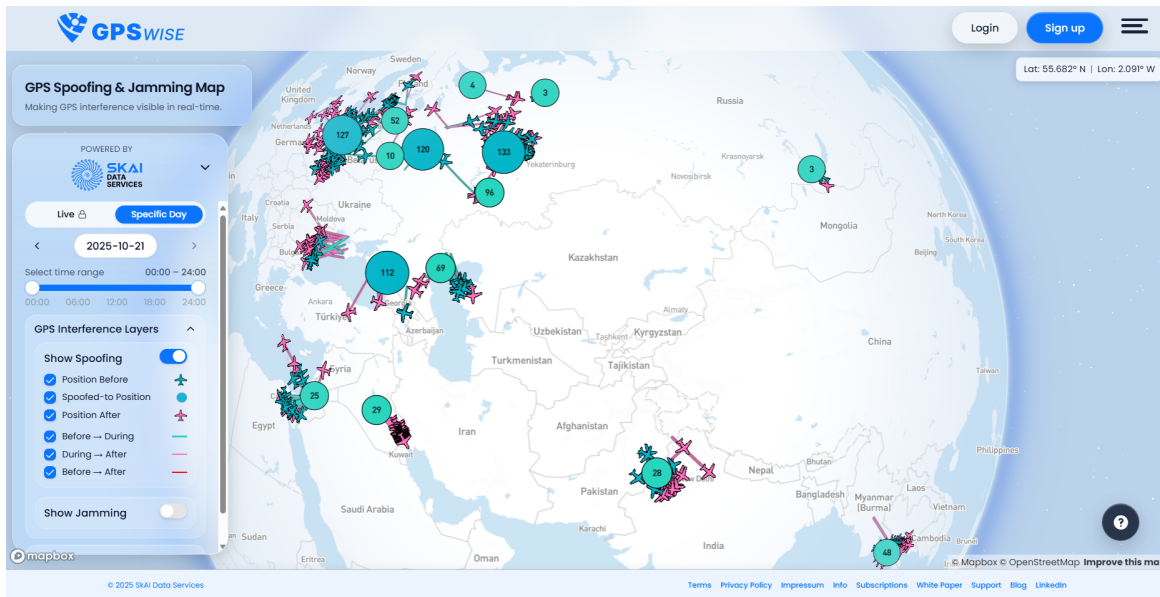 GPSWISE
Login
Sign up
Lat: 55.682° N | Lon: 2.091° W
GPS Spoofing & Jamming Map
Making GPS interference visible in real-time.
POWERED BY
SKAI
DATA
SERVICES
Live
Specific Day
2025-10-21
Select time range
00:00 – 24:00
00:00
06:00
12:00
18:00
24:00
GPS Interference Layers
Show Spoofing
Position Before
Spoofed-to Position
Position After
Before → During
During → After
Before → After
Show Jamming
mapbox
Sweden
Norway
United
Kingdom
Netherlands
Russia
Yekaterinburg
Krasnoyarsk
Novosibirsk
Croatia
Italy
Serbia
Ukraine
Moldova
Mongolia
North Korea
South Korea
Beijing
Kazakhstan
Greece
Ankara
Türkiye
Georgia
Azerbaijan
Almaty
Uzbekistan
Tashkent
Kyrgyzstan
Turkmenistan
Tajikistan
China
Taiwan
Syria
Egypt
Iran
Afghanistan
Kuwait
Philippines
Pakistan
Nepal
Bhutan
Bangladesh
Myanmar
(Burma)
Laos
Vietnam
Saudi Arabia
Karachi
India
Cambodia
Brunei
Sudan
Eritrea
Oman
4
3
52
127
10
120
133
96
3
112
69
25
29
28
48
?
© Mapbox © OpenStreetMap Improve this ma
© 2025 SkAI Data Services
Terms
Privacy Policy
Impressum
Info
Subscriptions
White Paper
Support
Blog
LinkedIn